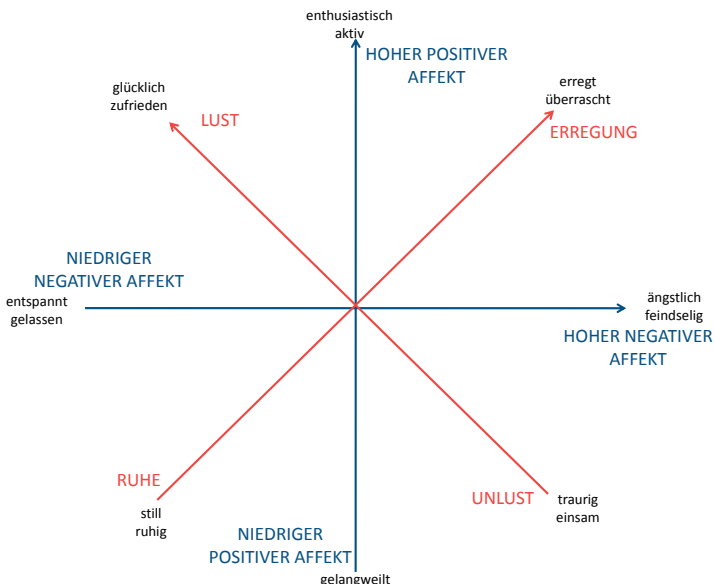 enthusiastisch
aktiv
HOHER POSITIVER
AFFEKT
glücklich
zufrieden
LUST
erregt
überrascht
ERREGUNG
NIEDRIGER
NEGATIVER AFFEKT
entspannt
gelassen
ängstlich
feindselig
HOHER NEGATIVER
AFFEKT
RUHE
still
ruhig
UNLUST
traurig
einsam
NIEDRIGER
POSITIVER AFFEKT
gelangweilt